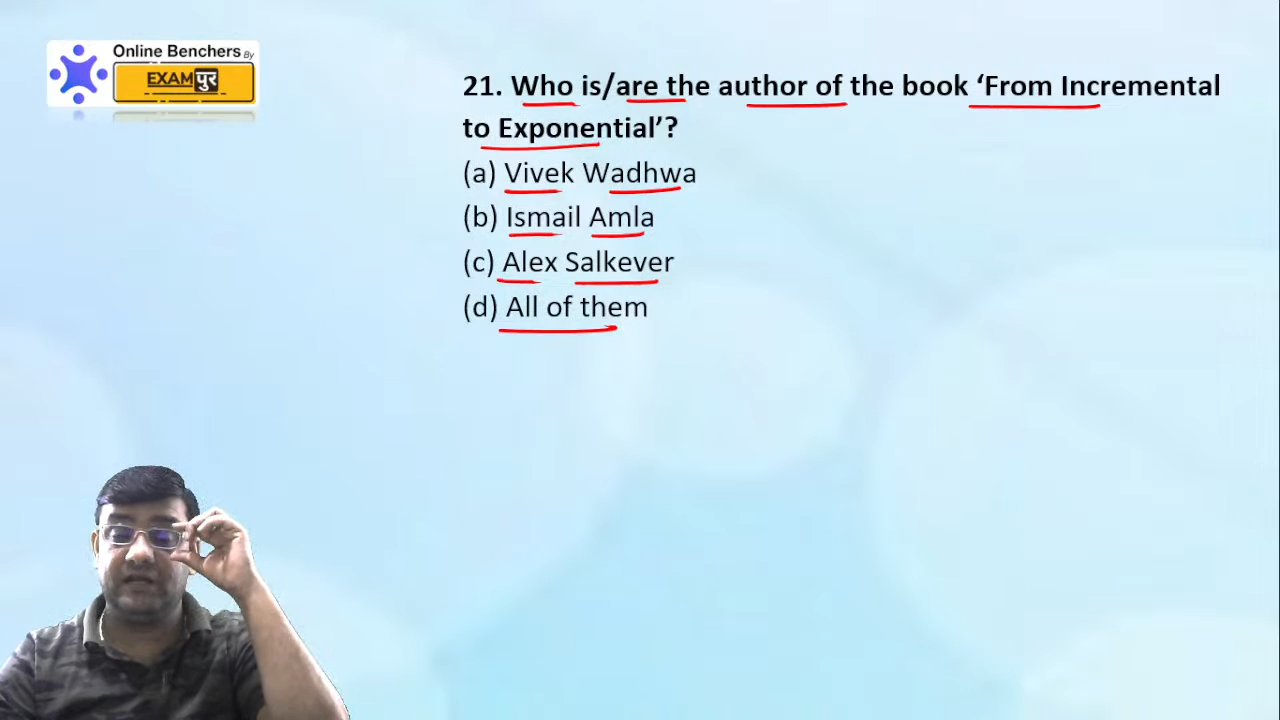 Online Benchers By
EXAMपुर
21. Who is/are the author of the book ‘From Incremental
to Exponential’?
(a) Vivek Wadhwa
(b) Ismail Amla
(c) Alex Salkever
(d) All of them